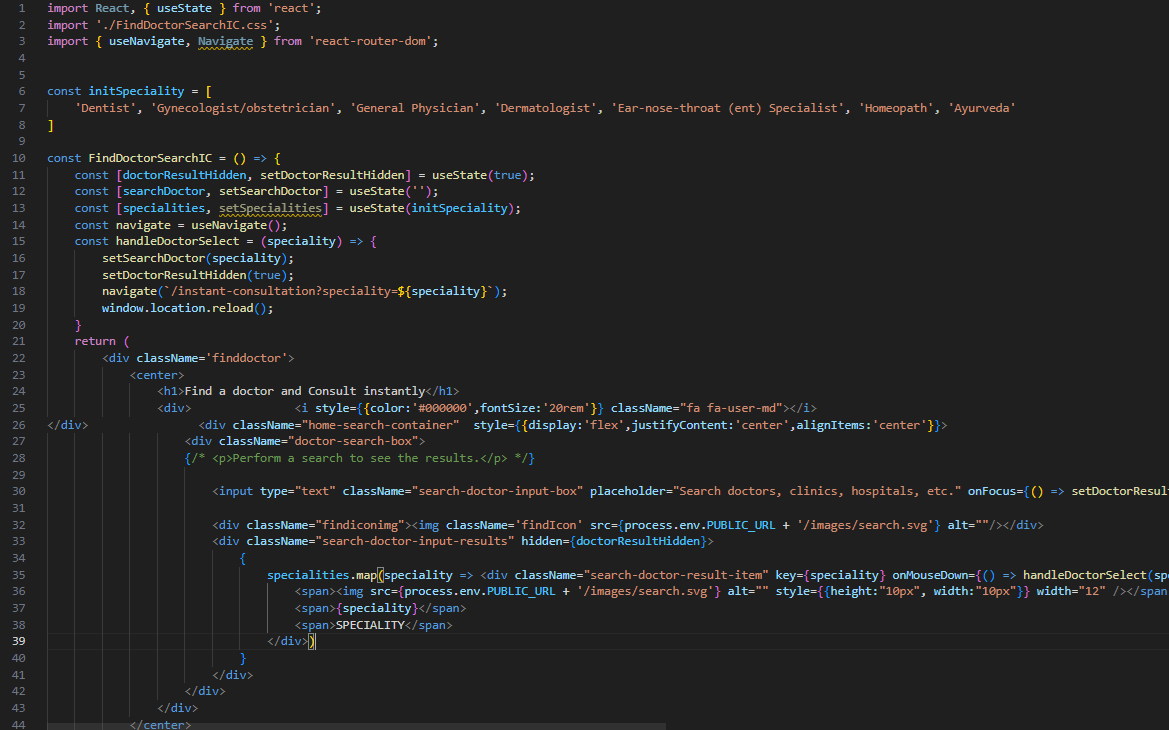 1 import React, { useState } from 'react';
2 import './FindDoctorSearchIC.css';
3 import { useNavigate, Navigate } from 'react-router-dom';
4
5
6 const initSpeciality = [
7     'Dentist', 'Gynecologist/obstetrician', 'General Physician', 'Dermatologist', 'Ear-nose-throat (ent) Specialist', 'Homeopath', 'Ayurveda'
8 ]
9
10 const FindDoctorSearchIC = () => {
11     const [doctorResultHidden, setDoctorResultHidden] = useState(true);
12     const [searchDoctor, setSearchDoctor] = useState('');
13     const [specialities, setSpecialities] = useState(initSpeciality);
14     const navigate = useNavigate();
15     const handleDoctorSelect = (speciality) => {
16         setSearchDoctor(speciality);
17         setDoctorResultHidden(true);
18         navigate(`/instant-consultation?speciality=${speciality}`);
19         window.location.reload();
20     }
21     return (
22         <div className='finddoctor'>
23             <center>
24                 <h1>Find a doctor and Consult instantly</h1>
25                 <div>               <i style={{color:'#000000',fontSize:'20rem'}} className="fa fa-user-md"></i>
26 </div>                <div className="home-search-container"  style={{display:'flex',justifyContent:'center',alignItems:'center'}}>
27                     <div className="doctor-search-box">
28                     {/* <p>Perform a search to see the results.</p> */}
29
30                         <input type="text" className="search-doctor-input-box" placeholder="Search doctors, clinics, hospitals, etc." onFocus={() => setDoctorResul
31
32                         <div className="findiconimg"><img className='findIcon' src={process.env.PUBLIC_URL + '/images/search.svg'} alt=""/></div>
33                         <div className="search-doctor-input-results" hidden={doctorResultHidden}>
34                             {
35                                 specialities.map(speciality => <div className="search-doctor-result-item" key={speciality} onMouseDown={() => handleDoctorSelect(spe
36                                     <span><img src={process.env.PUBLIC_URL + '/images/search.svg'} alt="" style={{height:"10px", width:"10px"}} width="12" /></span
37                                     <span>{speciality}</span>
38                                     <span>SPECIALITY</span>
39                                 </div>)
40                             }
41                         </div>
42                     </div>
43                 </div>
44             </center>